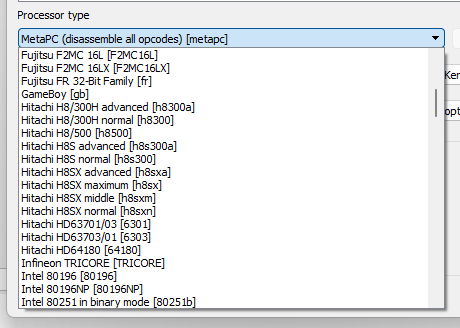 Processor type
MetaPC (disassemble all opcodes) [metapc]
Fujitsu F2MC 16L [F2MC16L]
Fujitsu F2MC 16LX [F2MC16LX]
Fujitsu FR 32-Bit Family [fr]
GameBoy [gb]
Hitachi H8/300H advanced [h8300a]
Hitachi H8/300H normal [h8300]
Hitachi H8/500 [h8500]
Hitachi H8S advanced [h8s300a]
Hitachi H8S normal [h8s300]
Hitachi H8SX advanced [h8sxa]
Hitachi H8SX maximum [h8sx]
Hitachi H8SX middle [h8sxm]
Hitachi H8SX normal [h8sxn]
Hitachi HD63701/03 [6301]
Hitachi HD63703/01 [6303]
Hitachi HD64180 [64180]
Infineon TRICORE [TRICORE]
Intel 80196 [80196]
Intel 80196NP [80196NP]
Intel 80251 in binary mode [80251b]
Ker
opt